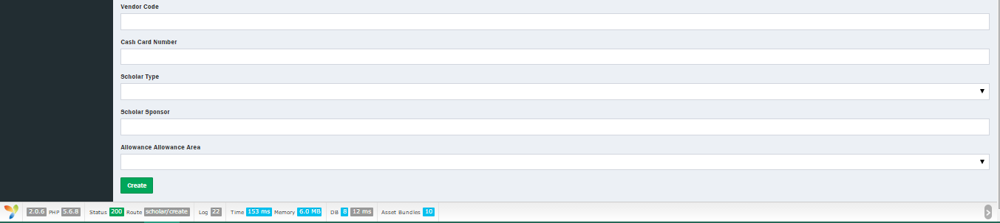 Vendor Code
Cash Card Number
Scholar Type
Scholar Sponsor
Allowance Allowance Area
Create
2.0.6 PHP 5.6.8 Status 200 Route scholar/create Log 22 Time 153 ms Memory 6.0 MB DB 8 12 ms Asset Bundles 10